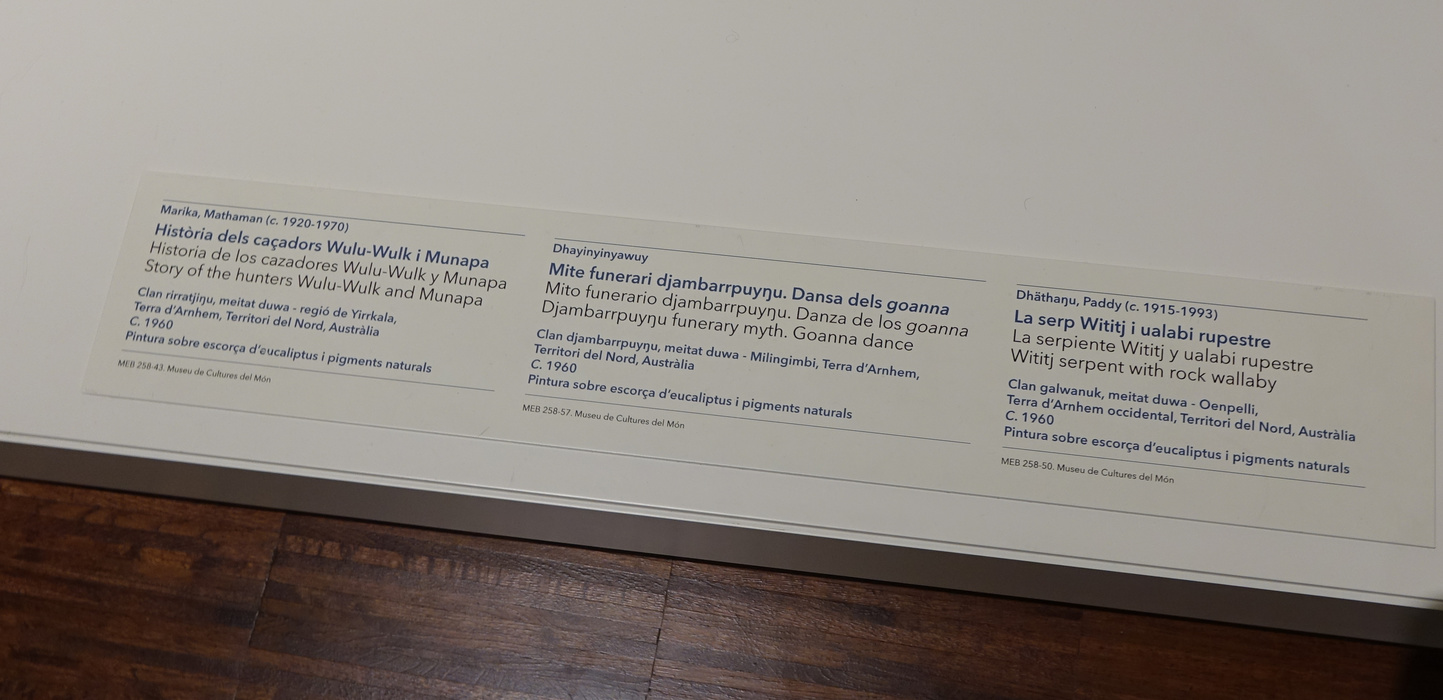 Marika, Mathaman (c. 1920-1970)
Història dels caçadors Wulu-Wulk i Munapa
Historia de los cazadores Wulu-Wulk y Munapa
Story of the hunters Wulu-Wulk and Munapa
Clan rirratjiŋu, meitat duwa - regió de Yirrkala,
Terra d'Arnhem, Territori del Nord, Austràlia
C. 1960
Pintura sobre escorça d'eucaliptus i pigments naturals
MEB 258-43. Museu de Cultures del Món
Dhayinyinyawuy
Mite funerari djambarrpuyŋu. Dansa dels goanna
Mito funerario djambarrpuyŋu. Danza de los goanna
Djambarrpuyŋu funerary myth. Goanna dance
Clan djambarrpuyŋu, meitat duwa - Milingimbi, Terra d'Arnhem,
Territori del Nord, Austràlia
C. 1960
Pintura sobre escorça d'eucaliptus i pigments naturals
MEB 258-57. Museu de Cultures del Món
Dhäthaŋu, Paddy (c. 1915-1993)
La serp Wititj i ualabi rupestre
La serpiente Wititj y ualabi rupestre
Wititj serpent with rock wallaby
Clan galwanuk, meitat duwa - Oenpelli,
Terra d'Arnhem occidental, Territori del Nord, Austràlia
C. 1960
Pintura sobre escorça d'eucaliptus i pigments naturals
MEB 258-50. Museu de Cultures del Món